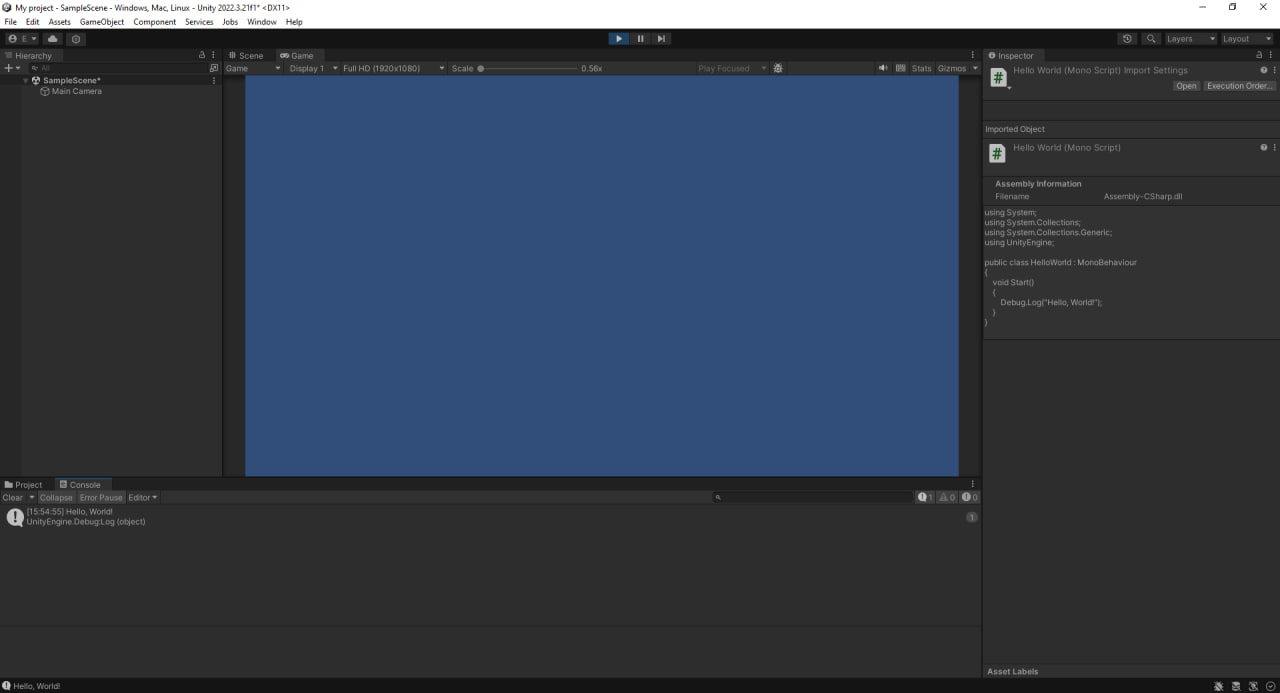 My project - SampleScene - Windows, Mac, Linux - Unity 2022.3.21f1* <DX11>
File Edit Assets GameObject Component Services Jobs Window Help
E Layers Layout
Hierarchy
All
SampleScene*
Main Camera
Scene Game
Game Display 1 Full HD (1920x1080) Scale 0.56x Play Focused Stats Gizmos
Inspector
Hello World (Mono Script) Import Settings
Open Execution Order...
Imported Object
Hello World (Mono Script)
Assembly Information
Filename Assembly-CSharp.dll
using System;
using System.Collections;
using System.Collections.Generic;
using UnityEngine;
public class HelloWorld : MonoBehaviour
{
void Start()
{
Debug.Log("Hello, World!");
}
}
Asset Labels
Project Console
Clear Collapse Error Pause Editor 1 0 0
[15:54:55] Hello, World!
UnityEngine.Debug:Log (object)
1
Hello, World!